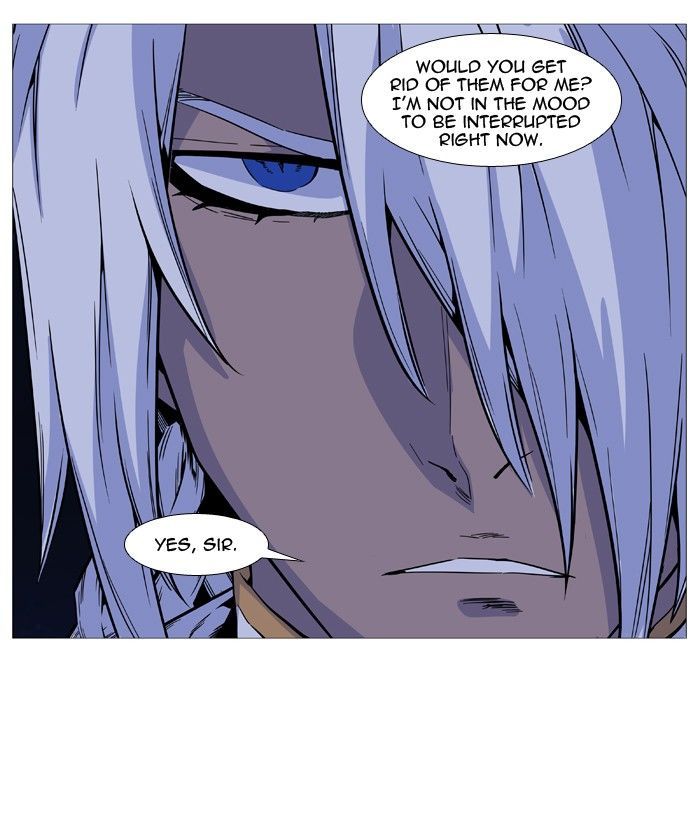 WOULD YOU GET
RID OF THEM FOR ME?
I'M NOT IN THE MOOD
TO BE INTERRUPTED
RIGHT NOW.
YES, SIR.